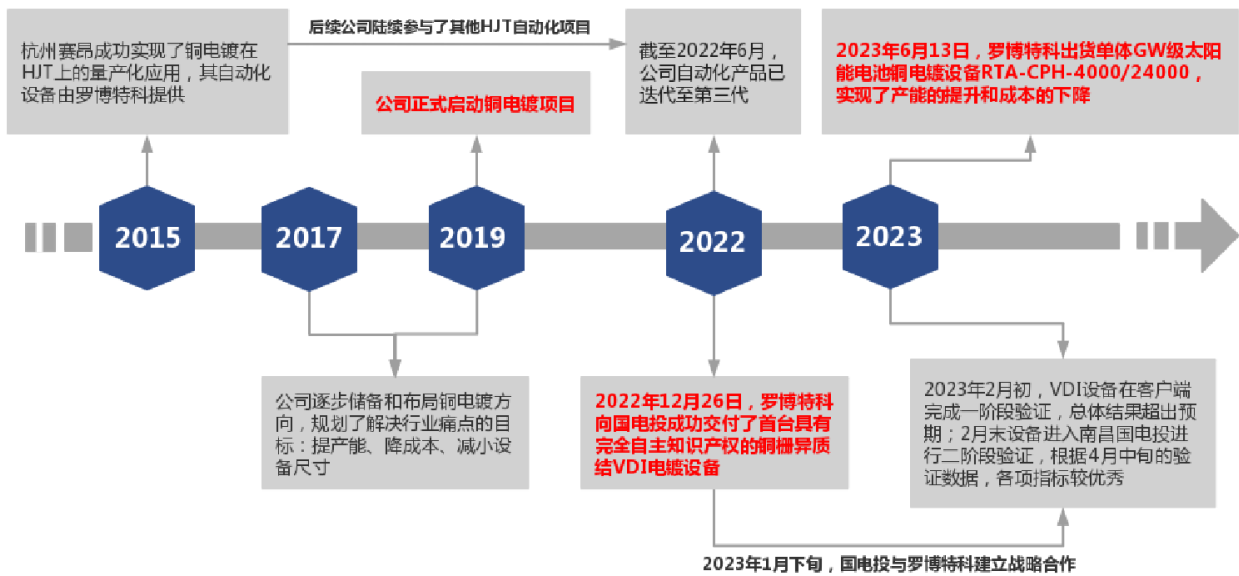 后续公司陆续参与了其他HJT自动化项目
杭州赛昂成功实现了铜电镀在
HJT上的量产化应用，其自动化
设备由罗博特科提供
公司正式启动铜电镀项目
截至2022年6月，
公司自动化产品已
迭代至第三代
2023年6月13日，罗博特科出货单体GW级太阳
能电池铜电镀设备RTA-CPH-4000/24000，
实现了产能的提升和成本的下降
2015
2017
2019
2022
2023
公司逐步储备和布局铜电镀方
向，规划了解决行业痛点的目
标：提产能、降成本、减小设
备尺寸
2022年12月26日，罗博特科
向国电投成功交付了首台具有
完全自主知识产权的铜栅异质
结VDI电镀设备
2023年2月初，VDI设备在客户端
完成一阶段验证，总体结果超出预
期；2月末设备进入南昌国电投进
行二阶段验证，根据4月中旬的验
证数据，各项指标较优秀
2023年1月下旬，国电投与罗博特科建立战略合作